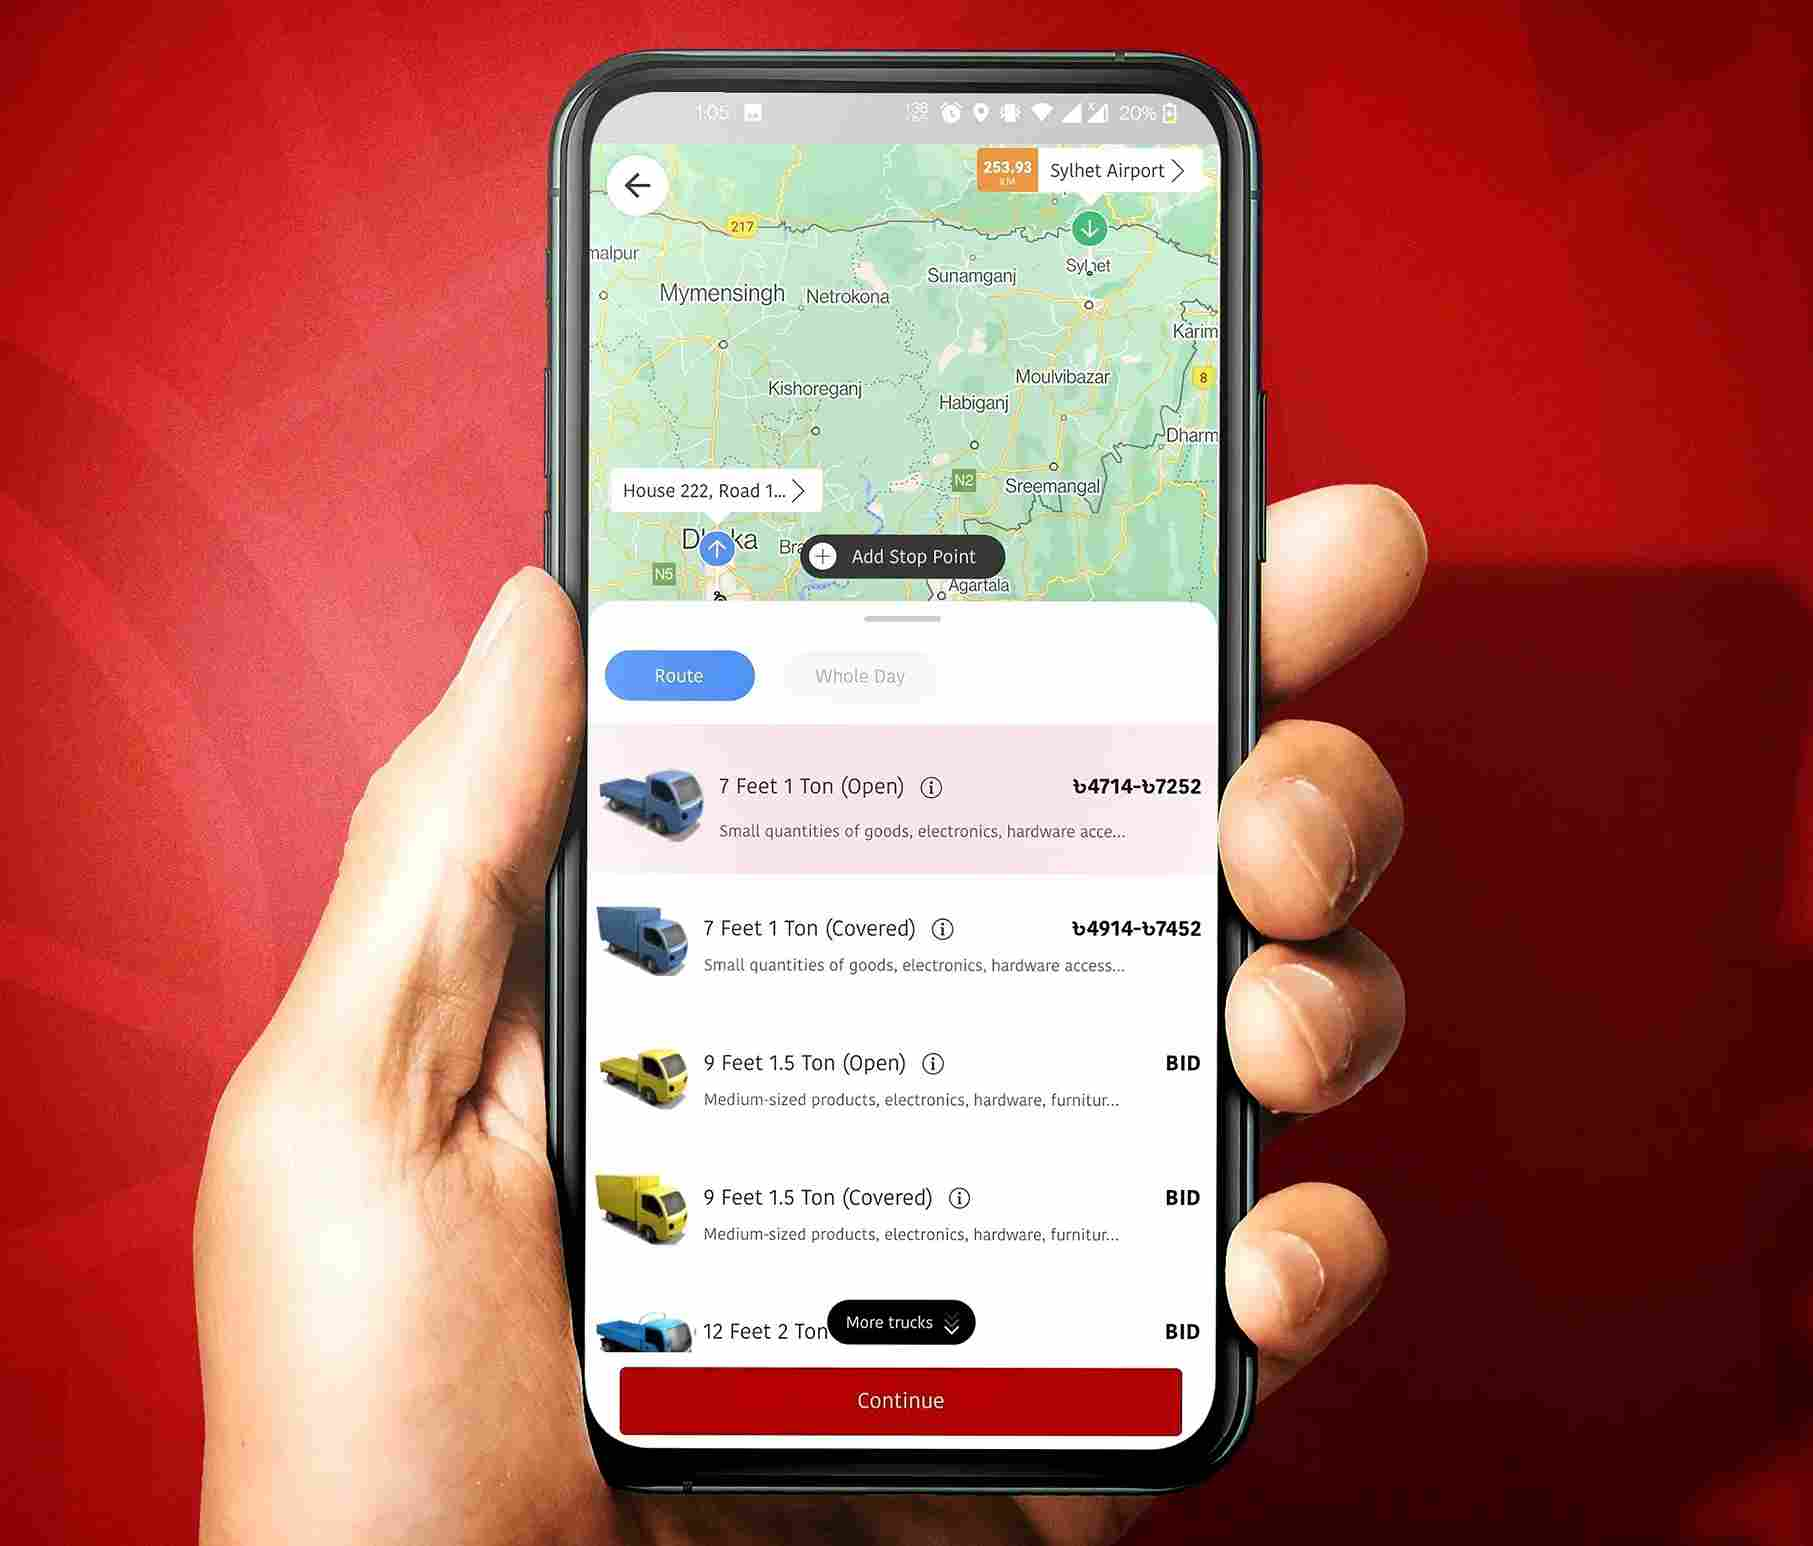 1:05
20%
253.93
KM
Sylhet Airport
217
malpur
Sylhet
Sunamganj
Mymensingh
Netrokona
Karim
8
Moulvibazar
Kishoreganj
Habiganj
Dharm
N2
Sreemangal
House 222, Road 1...
Dhaka
Bra
Add Stop Point
N5
Agartala
Route
Whole Day
7 Feet 1 Ton (Open)
৳4714-৳7252
Small quantities of goods, electronics, hardware acce...
7 Feet 1 Ton (Covered)
৳4914-৳7452
Small quantities of goods, electronics, hardware access...
9 Feet 1.5 Ton (Open)
BID
Medium-sized products, electronics, hardware, furnitur...
9 Feet 1.5 Ton (Covered)
BID
Medium-sized products, electronics, hardware, furnitur...
12 Feet 2 Ton
More trucks
BID
Continue